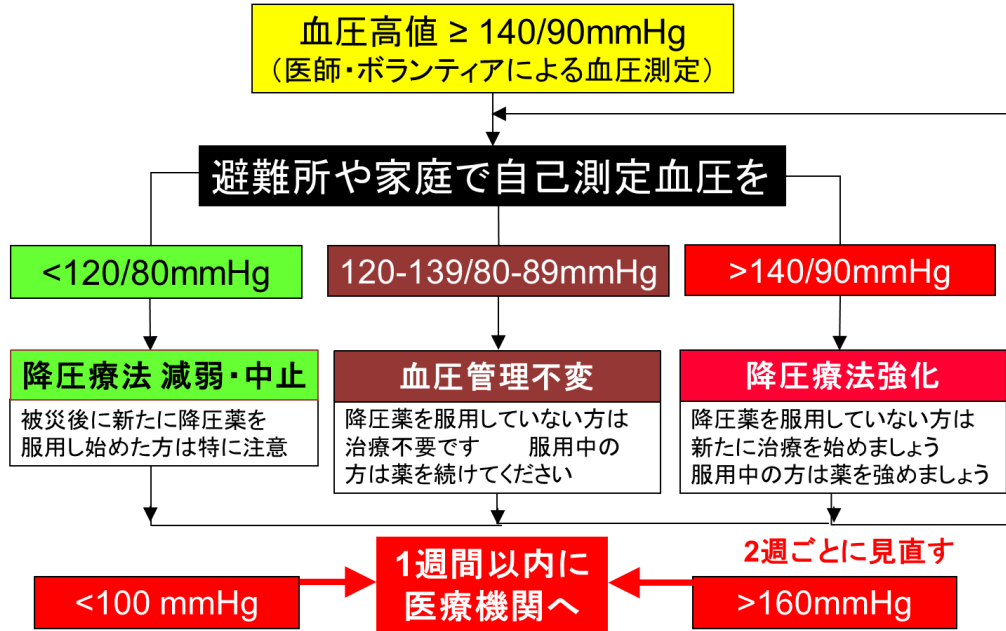 血圧高値 ≥ 140/90mmHg
（医師・ボランティアによる血圧測定）
避難所や家庭で自己測定血圧を
<120/80mmHg
120-139/80-89mmHg
>140/90mmHg
降圧療法 減弱・中止
被災後に新たに降圧薬を
服用し始めた方は特に注意
血圧管理不変
降圧薬を服用していない方は
治療不要です 服用中の
方は薬を続けてください
降圧療法強化
降圧薬を服用していない方は
新たに治療を始めましょう
服用中の方は薬を強めましょう
2週ごとに見直す
<100 mmHg
1週間以内に
医療機関へ
>160mmHg